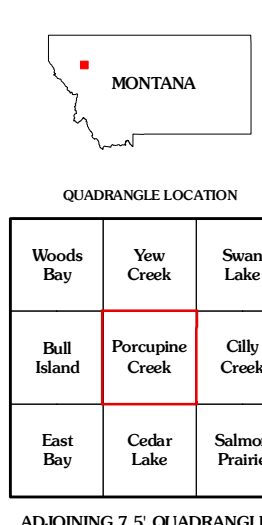 MONTANA
QUADRANGLE LOCATION
Woods Bay
Yew Creek
Swan Lake
Bull Island
Porcupine Creek
Cilly Creek
East Bay
Cedar Lake
Salmon Prairie
ADJOINING 7.5' QUADRANGLE